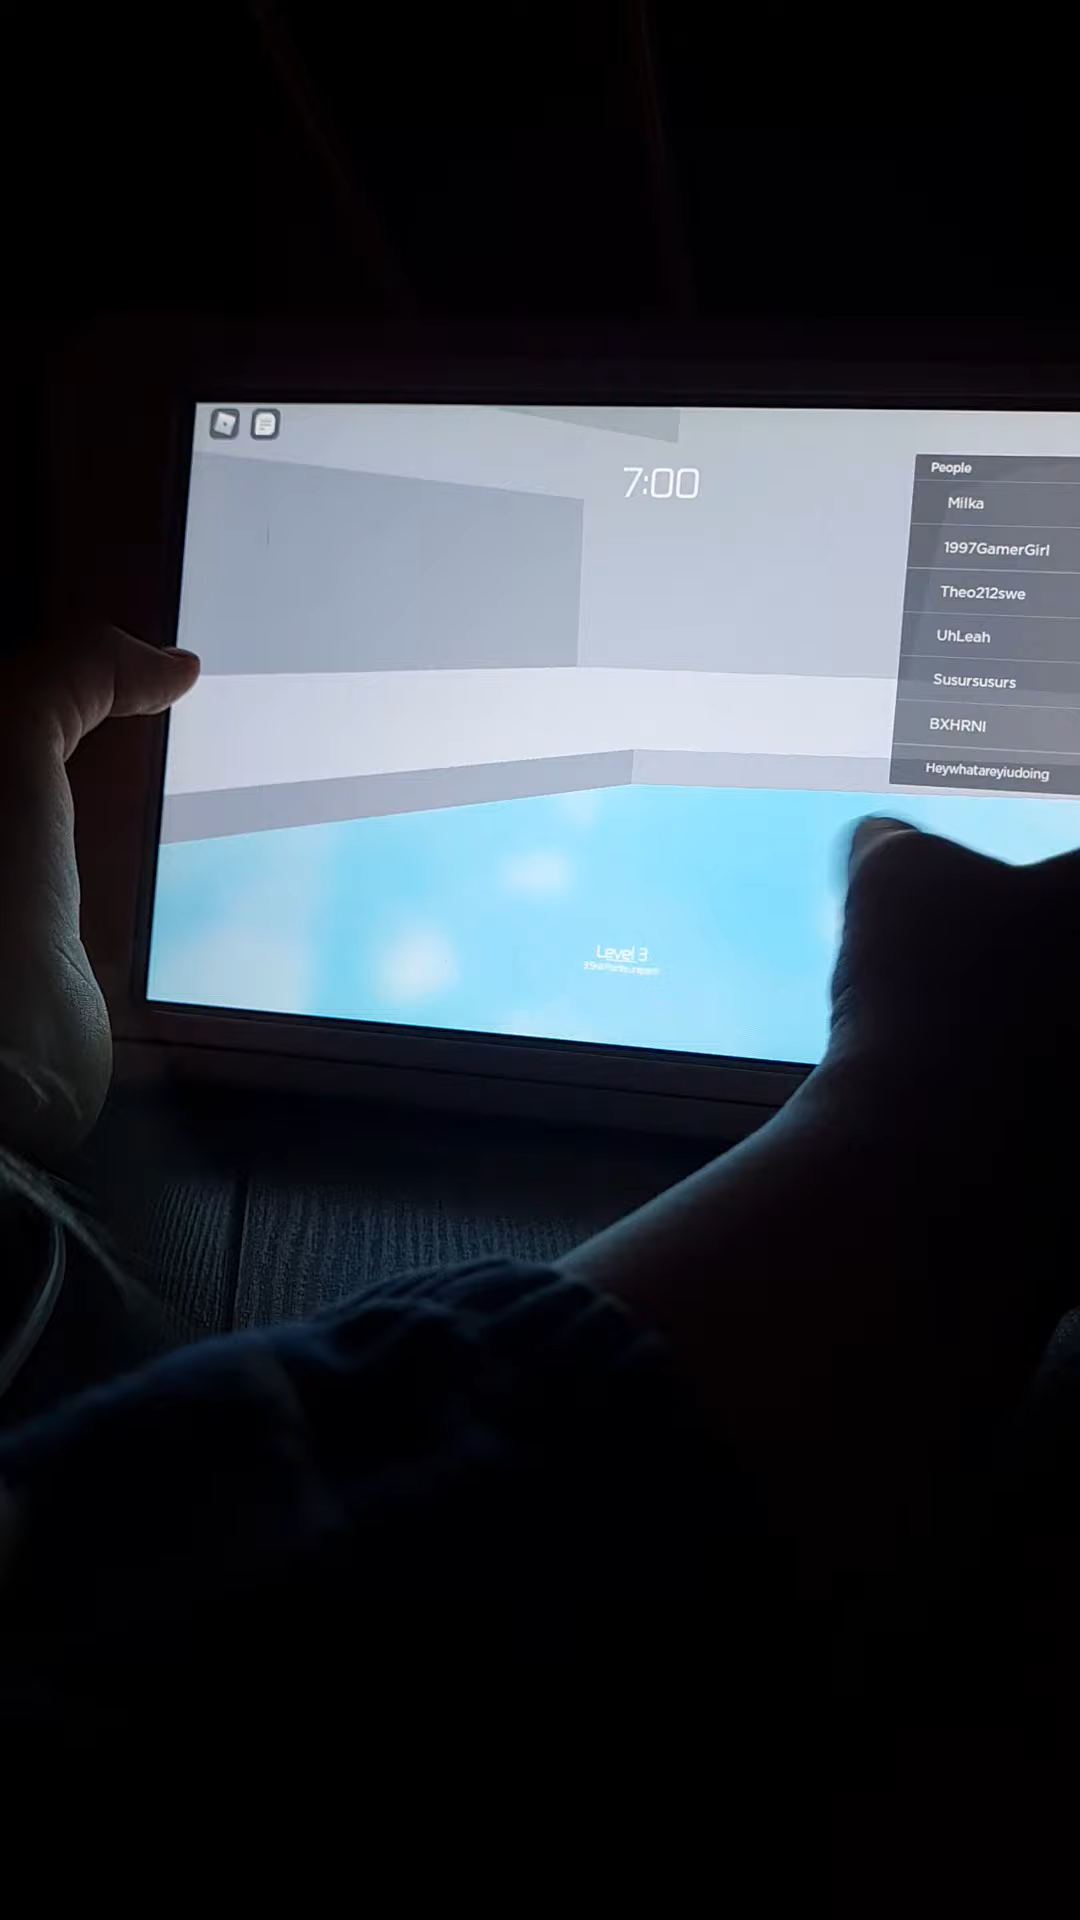 7:00
People
Milka
1997GamerGirl
Theo212swe
UhLeah
Susursusurs
BXHRNI
Heywhatareyiudoing
Level 3